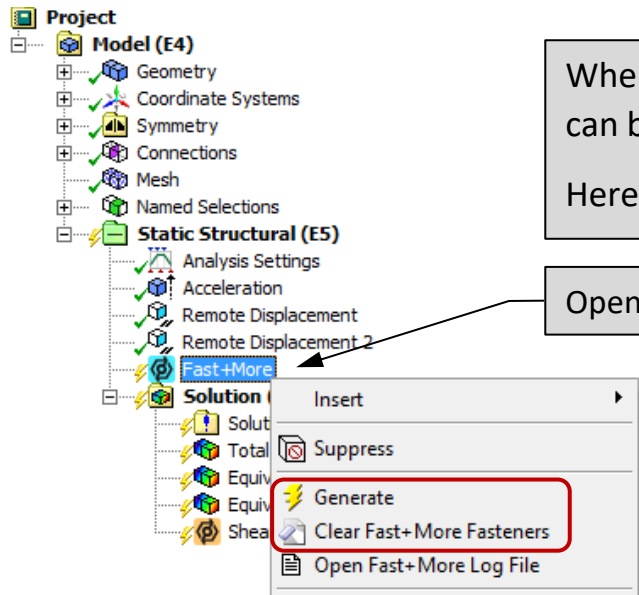 Project
Model (E4)
Geometry
Coordinate Systems
Symmetry
Connections
Mesh
Named Selections
Static Structural (E5)
Analysis Settings
Acceleration
Remote Displacement
Remote Displacement 2
Fast+More
Solution (
Solut
Total
Equiv
Equiv
Shea
Insert
Suppress
Generate
Clear Fast+More Fasteners
Open Fast+More Log File
Whe
can b
Here
Open